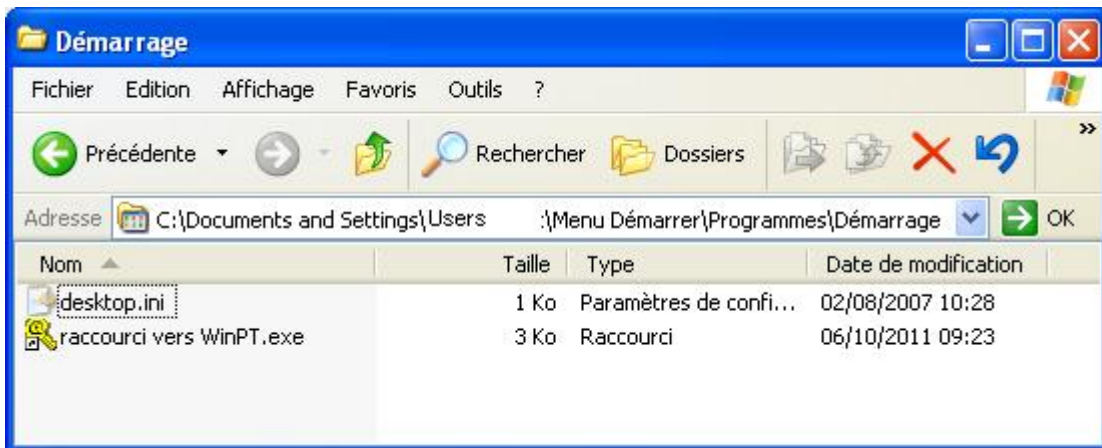 Démarrage
Fichier Edition Affichage Favoris Outils ?
Précédente Rechercher Dossiers »
Adresse C:\Documents and Settings\Users :\Menu Démarrer\Programmes\Démarrage OK
Nom Taille Type Date de modification
desktop.ini 1 Ko Paramètres de confi... 02/08/2007 10:28
raccourci vers WinPT.exe 3 Ko Raccourci 06/10/2011 09:23